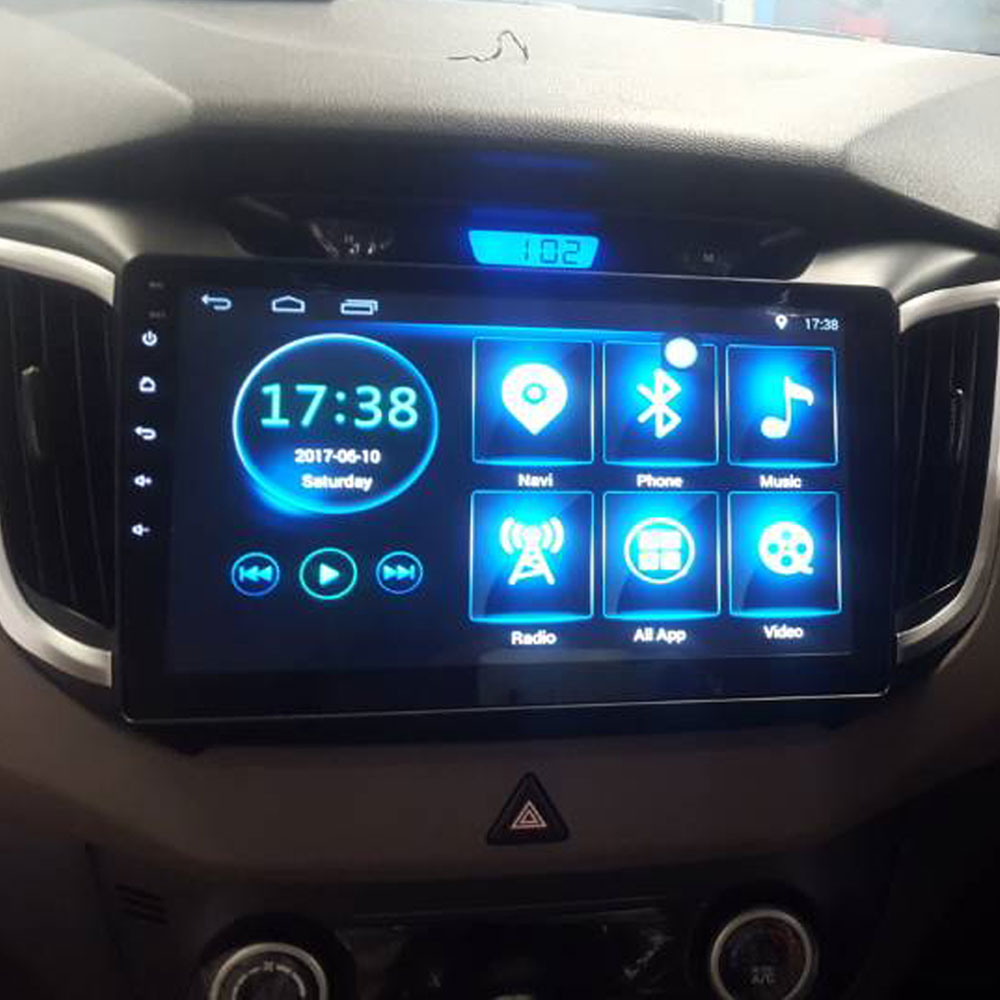 1:02
17:38
17:38
2017-06-10
Saturday
Navi
Phone
Music
Radio
All App
Video
A/C